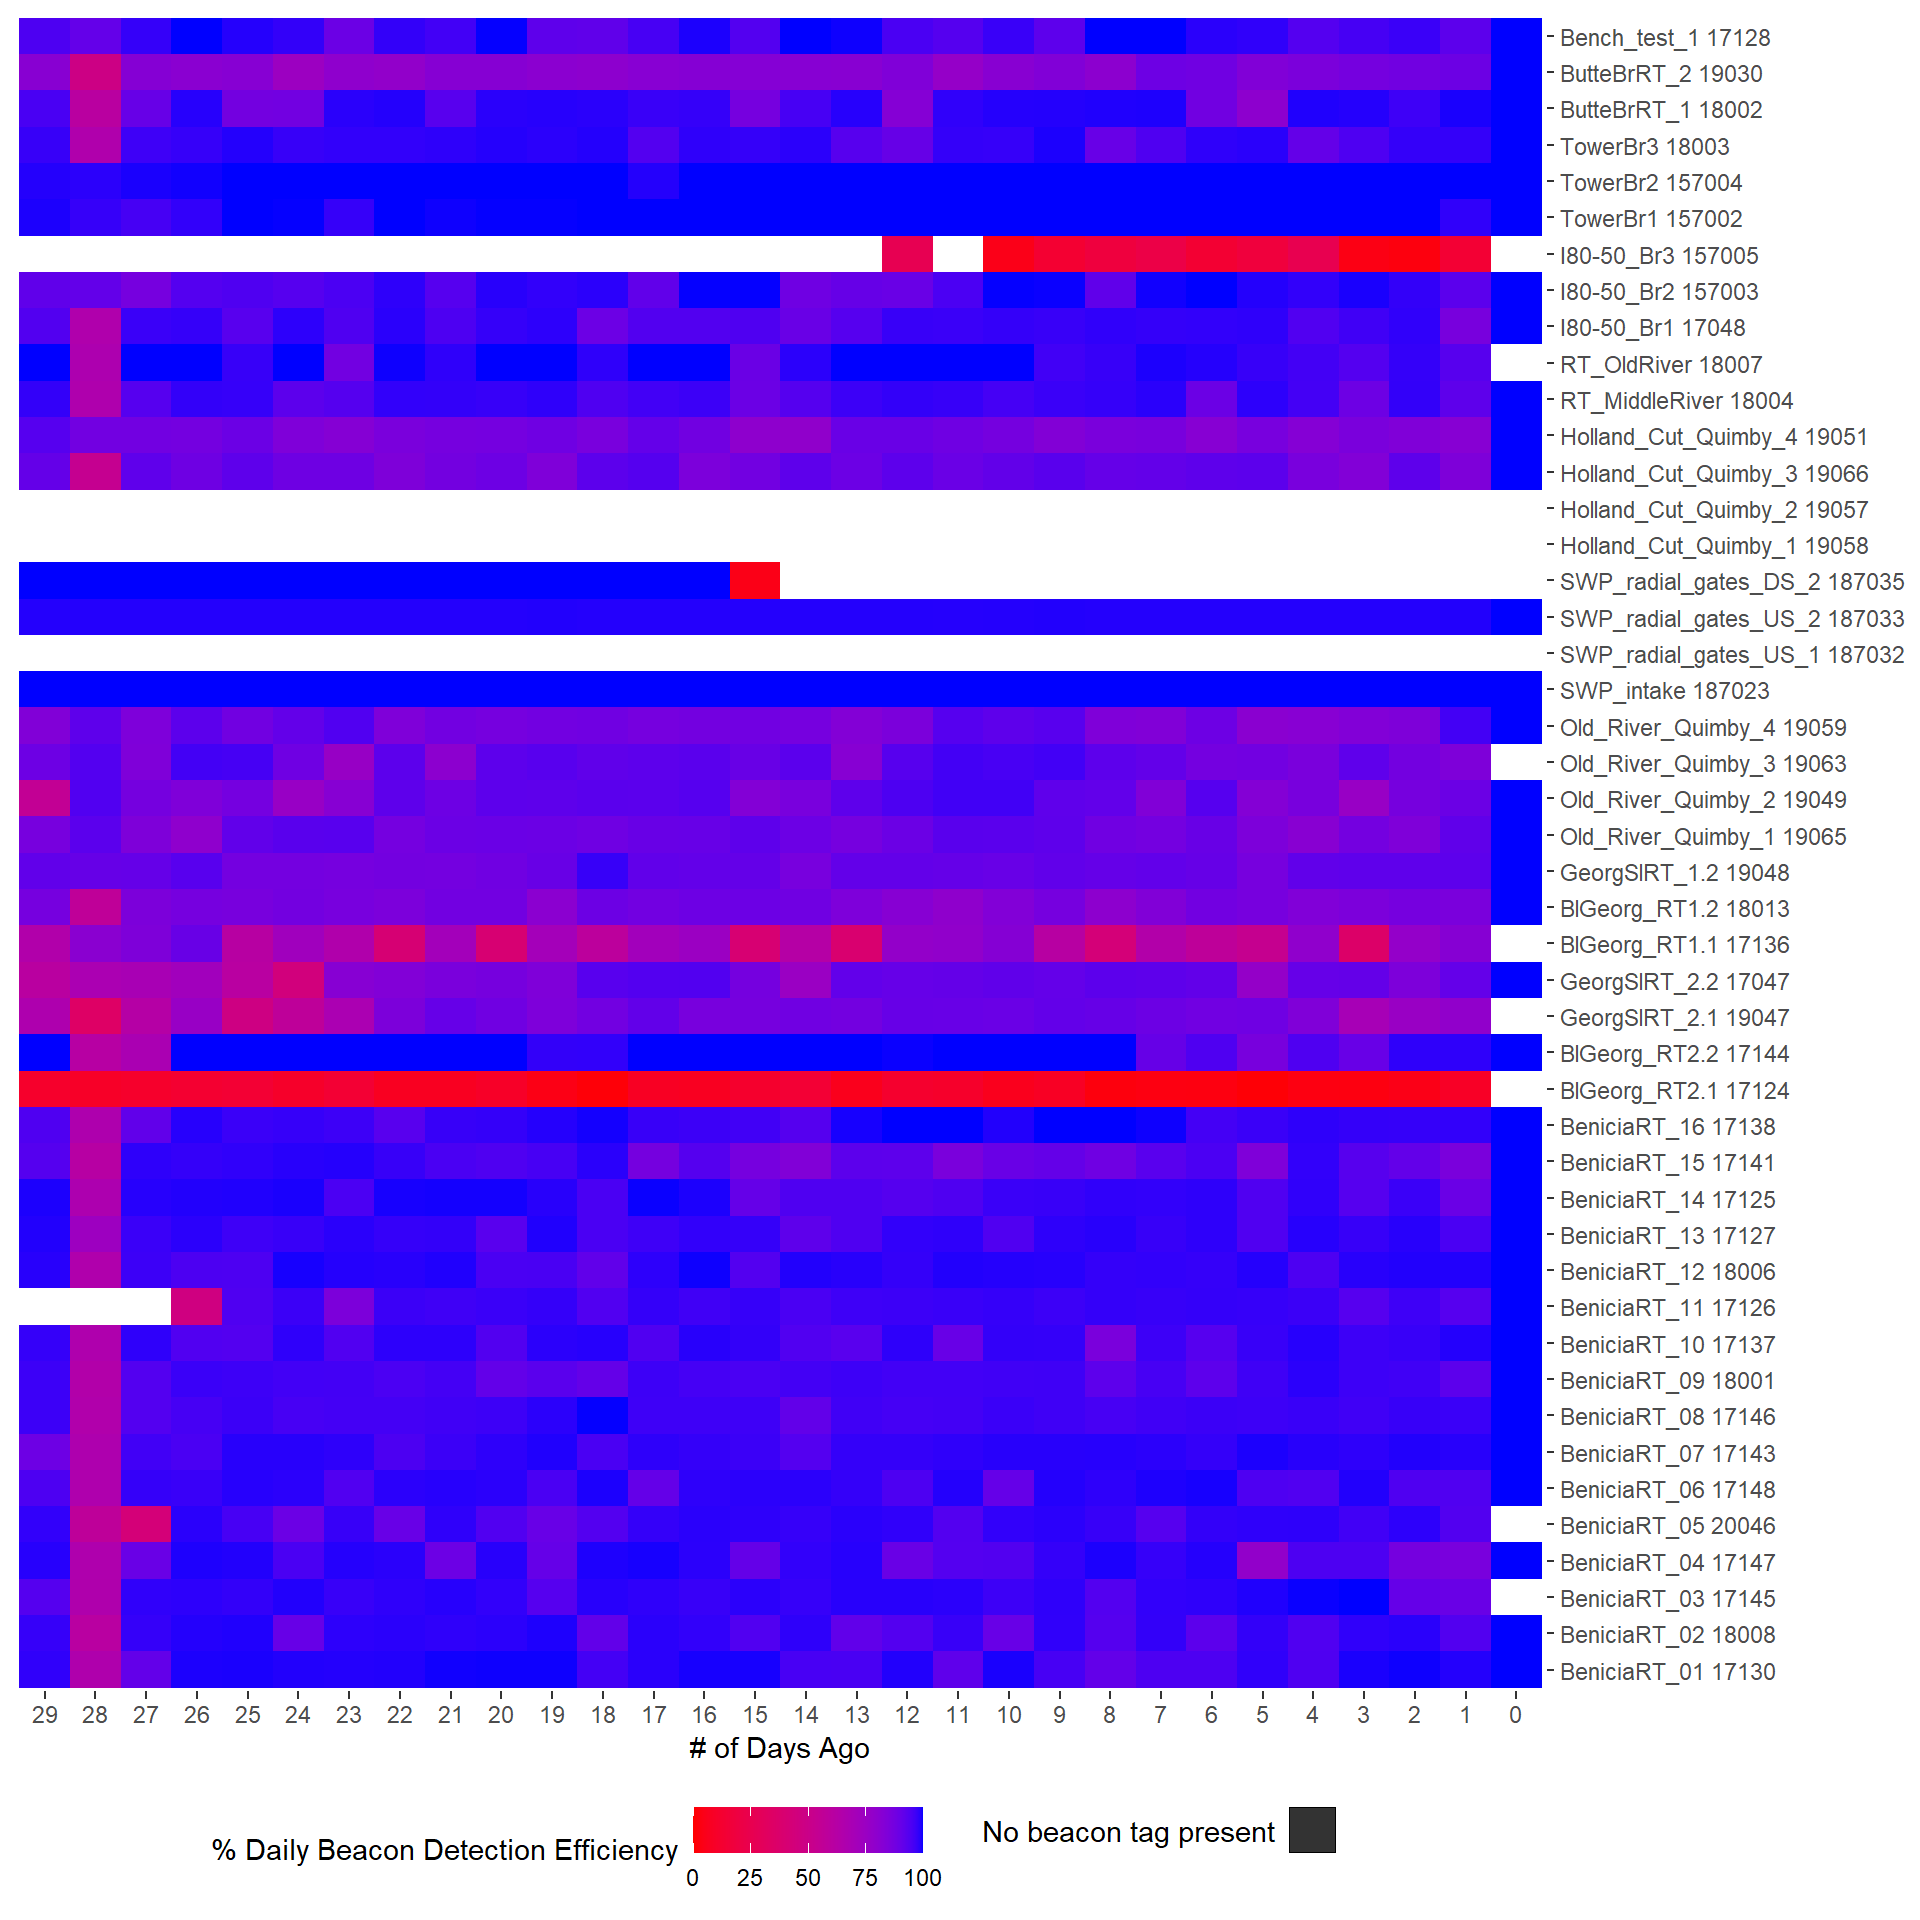 Bench_test_1 17128
ButteBrRT_2 19030
ButteBrRT_1 18002
TowerBr3 18003
TowerBr2 157004
TowerBr1 157002
I80-50_Br3 157005
I80-50_Br2 157003
I80-50_Br1 17048
RT_OldRiver 18007
RT_MiddleRiver 18004
Holland_Cut_Quimby_4 19051
Holland_Cut_Quimby_3 19066
Holland_Cut_Quimby_2 19057
Holland_Cut_Quimby_1 19058
SWP_radial_gates_DS_2 187035
SWP_radial_gates_US_2 187033
SWP_radial_gates_US_1 187032
SWP_intake 187023
Old_River_Quimby_4 19059
Old_River_Quimby_3 19063
Old_River_Quimby_2 19049
Old_River_Quimby_1 19065
GeorgSlRT_1.2 19048
BlGeorg_RT1.2 18013
BlGeorg_RT1.1 17136
GeorgSlRT_2.2 17047
GeorgSlRT_2.1 19047
BlGeorg_RT2.2 17144
BlGeorg_RT2.1 17124
BeniciaRT_16 17138
BeniciaRT_15 17141
BeniciaRT_14 17125
BeniciaRT_13 17127
BeniciaRT_12 18006
BeniciaRT_11 17126
BeniciaRT_10 17137
BeniciaRT_09 18001
BeniciaRT_08 17146
BeniciaRT_07 17143
BeniciaRT_06 17148
BeniciaRT_05 20046
BeniciaRT_04 17147
BeniciaRT_03 17145
BeniciaRT_02 18008
BeniciaRT_01 17130
29 28 27 26 25 24 23 22 21 20 19 18 17 16 15 14 13 12 11 10 9 8 7 6 5 4 3 2 1 0
# of Days Ago
% Daily Beacon Detection Efficiency
0 25 50 75 100
No beacon tag present